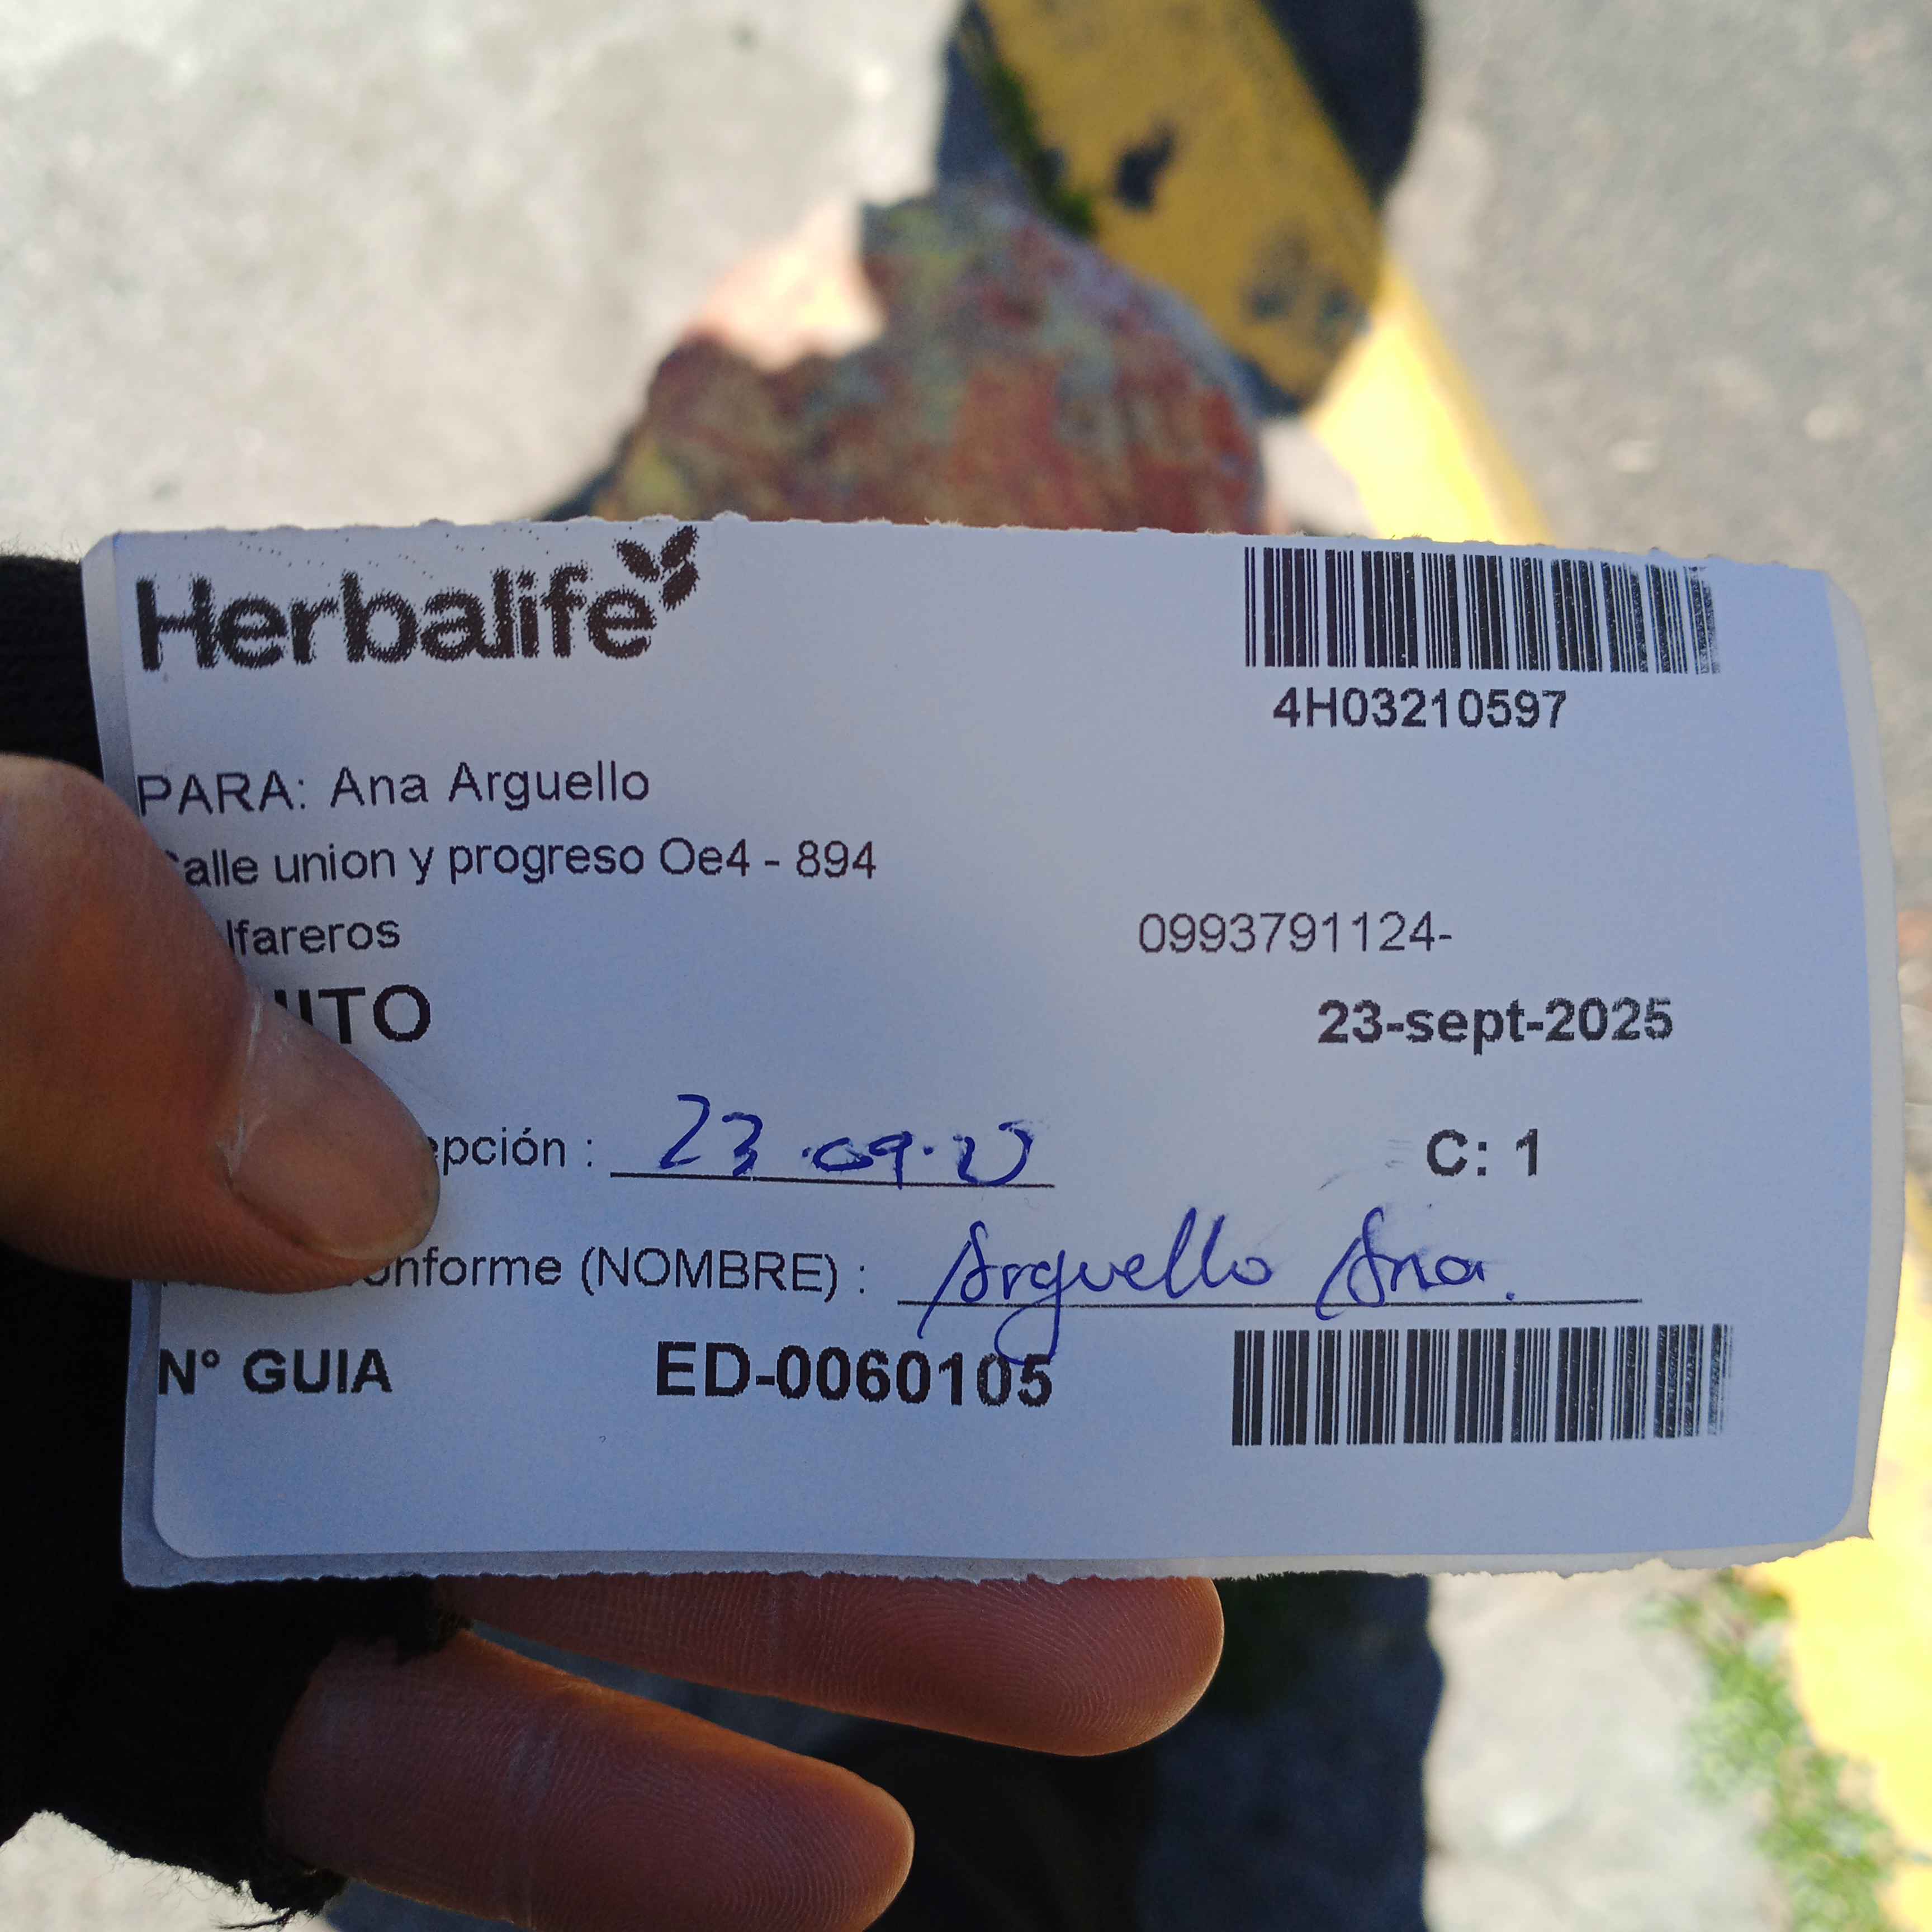 Herbalife
4H03210597
PARA: Ana Arguello
alle union y progreso Oe4 - 894
lfareros
0993791124-
ITO
23-sept-2025
epción : 23.09.25
C: 1
onforme (NOMBRE) : Arguello Ana.
N° GUIA ED-0060105